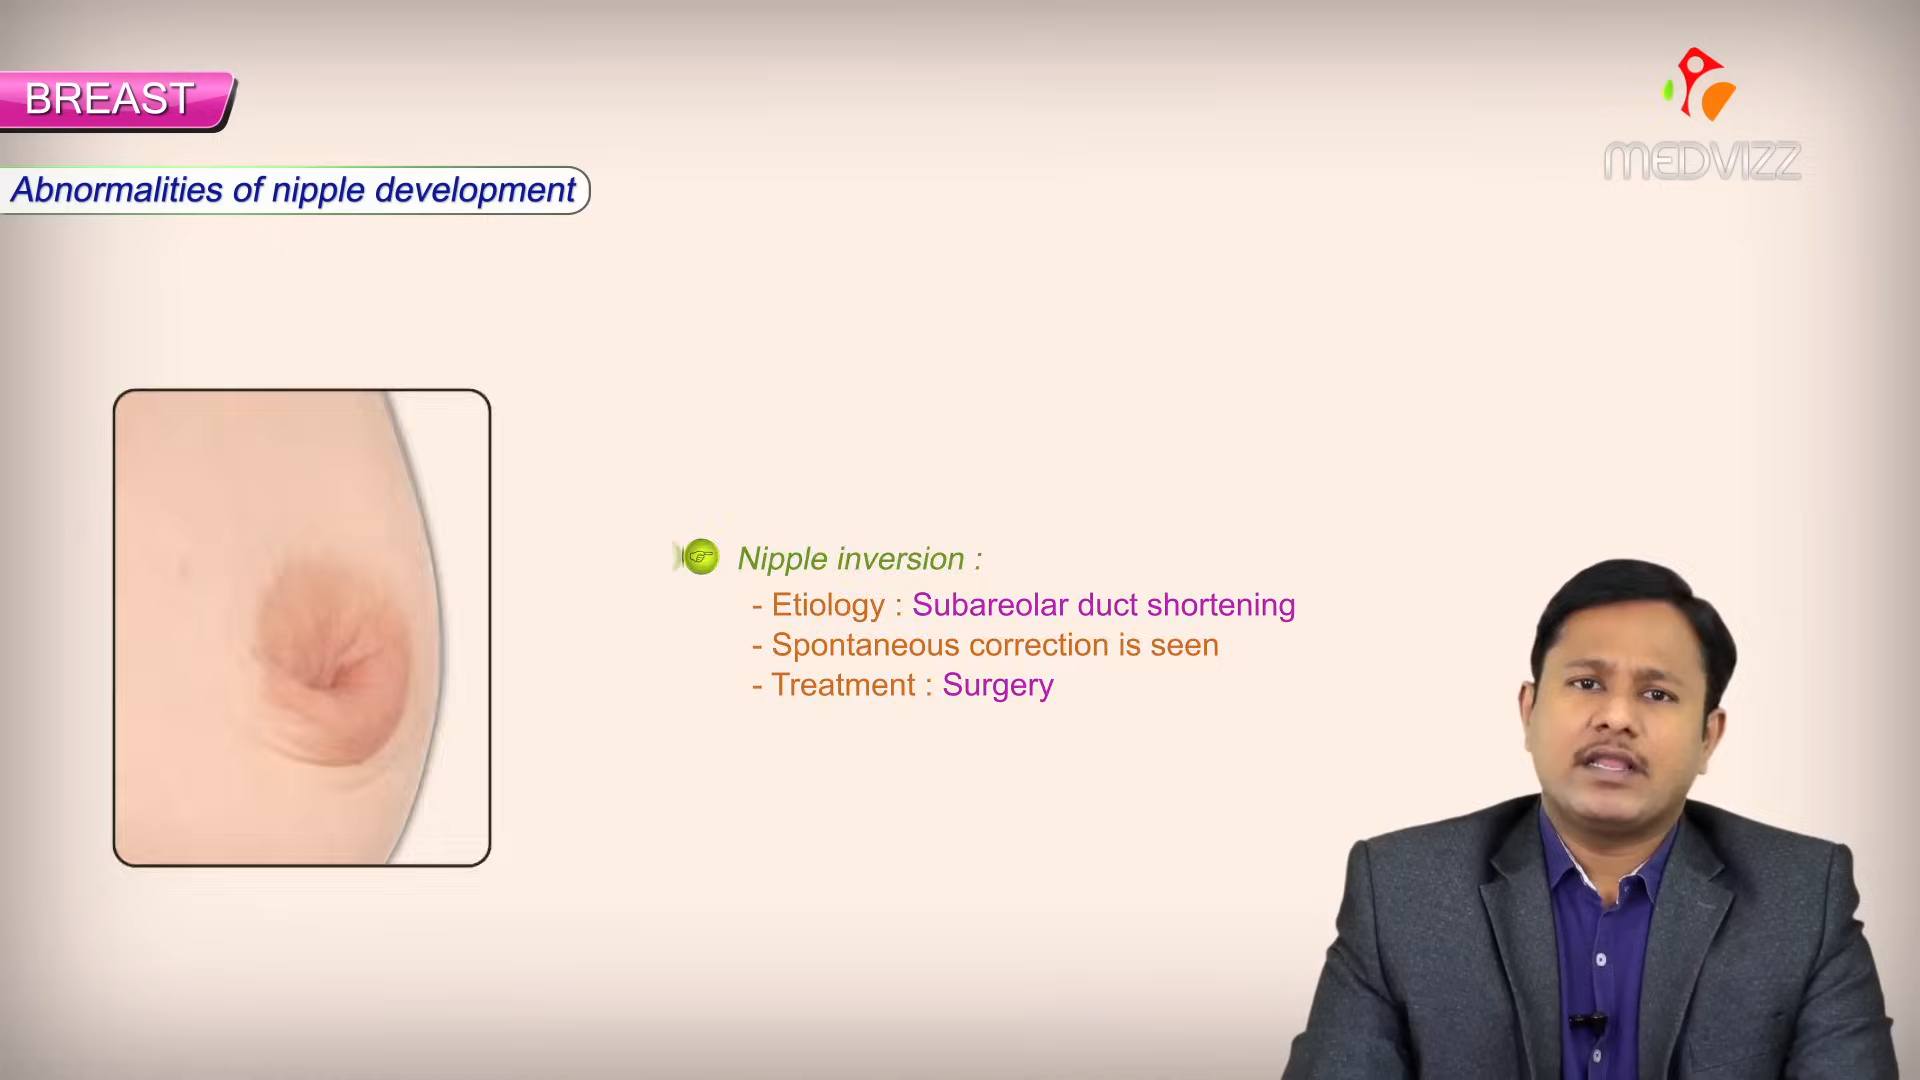 BREAST
MEDVIZZ
Abnormalities of nipple development
Nipple inversion :
- Etiology : Subareolar duct shortening
- Spontaneous correction is seen
- Treatment : Surgery